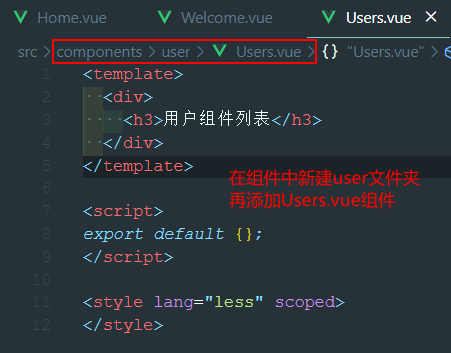 Home.vue Welcome.vue Users.vue ×
src > components > user > Users.vue > {} "Users.vue" >
1 <template>
2 <div>
3 <h3>用户组件列表</h3>
4 </div>
5 </template>
6
7 <script>
8 export default {};
9 </script>
10
11 <style lang="less" scoped>
12 </style>
在组件中新建user文件夹
再添加Users.vue组件